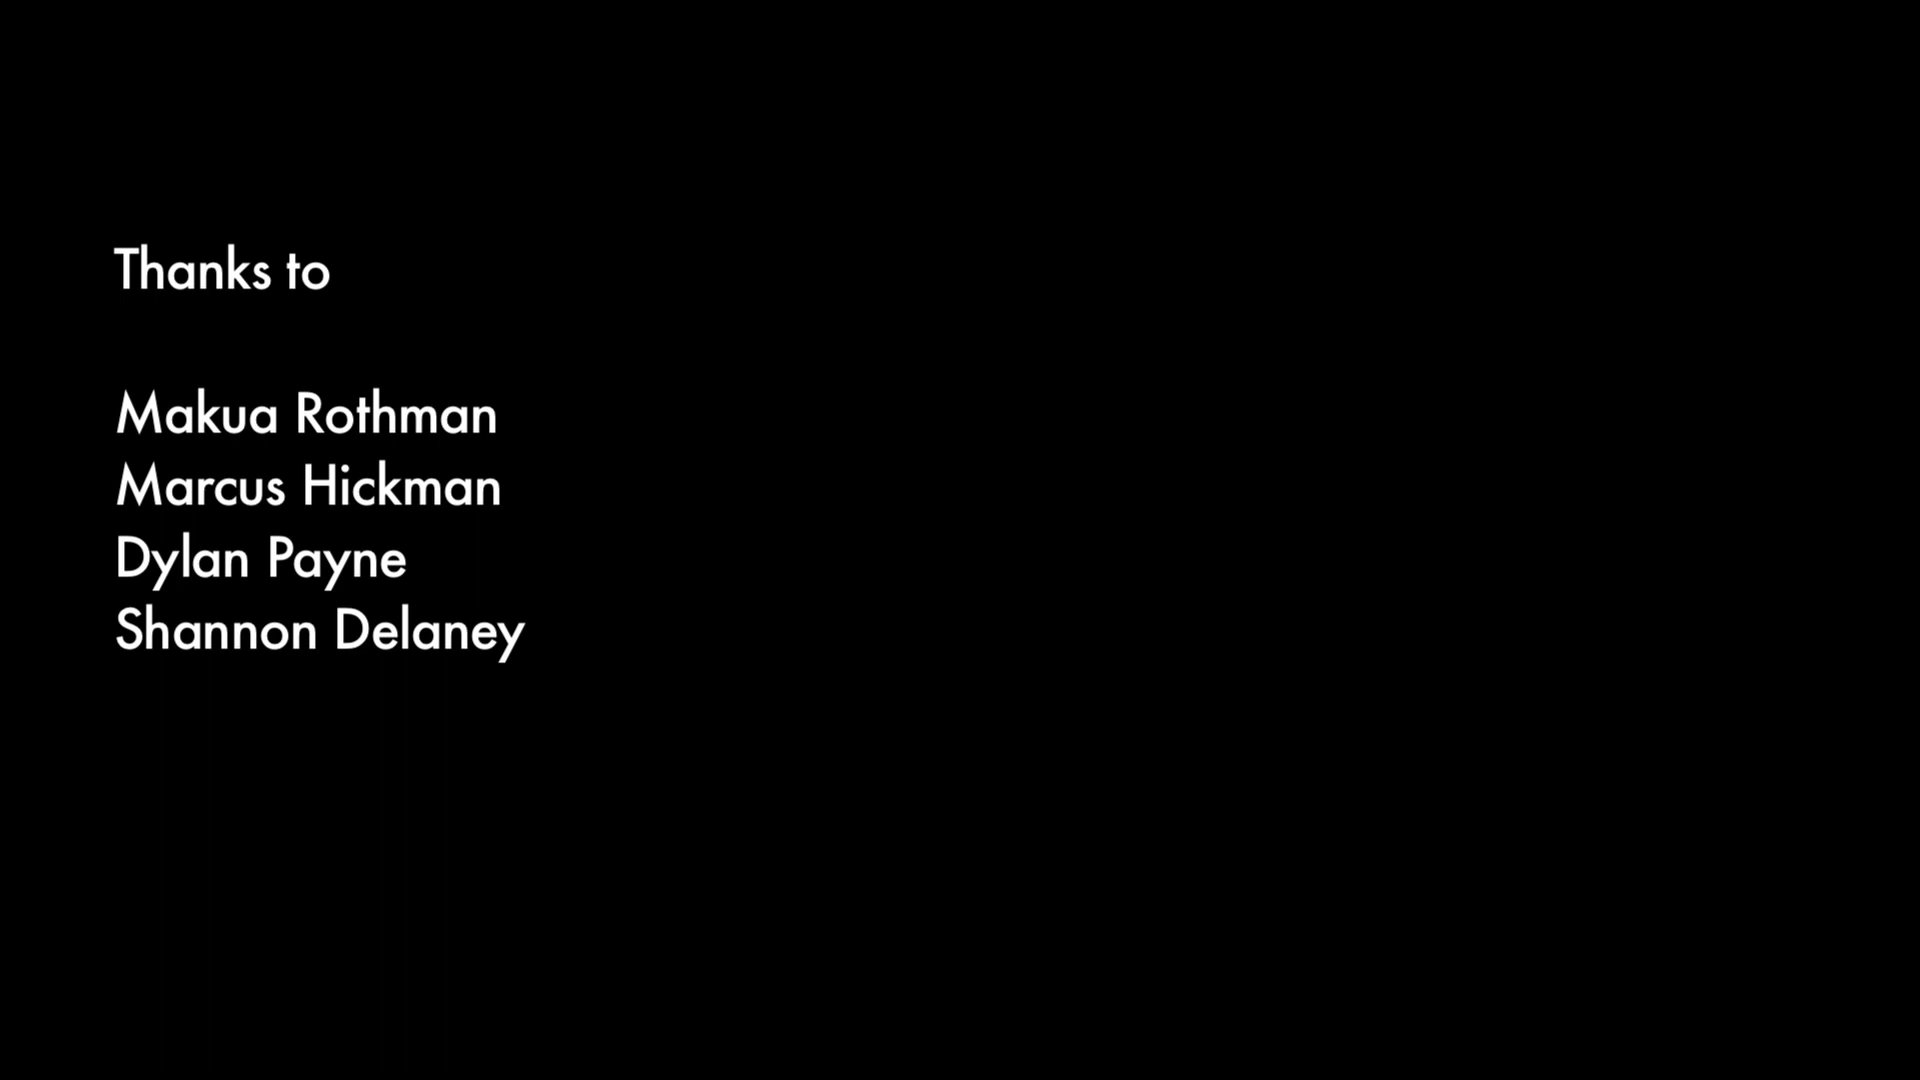 Thanks to
Makua Rothman
Marcus Hickman
Dylan Payne
Shannon Delaney